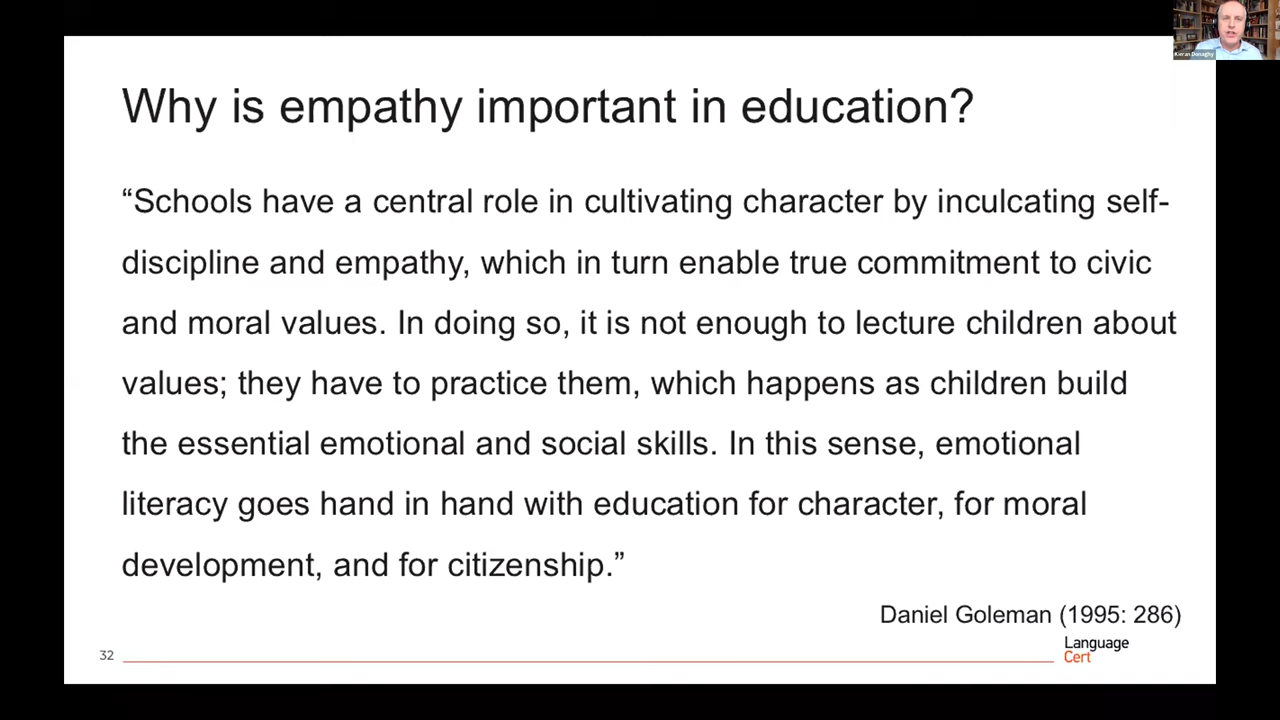 Kieran Donaghy
Why is empathy important in education?
“Schools have a central role in cultivating character by inculcating self-
discipline and empathy, which in turn enable true commitment to civic
and moral values. In doing so, it is not enough to lecture children about
values; they have to practice them, which happens as children build
the essential emotional and social skills. In this sense, emotional
literacy goes hand in hand with education for character, for moral
development, and for citizenship.”
Daniel Goleman (1995: 286)
32
Language
Cert